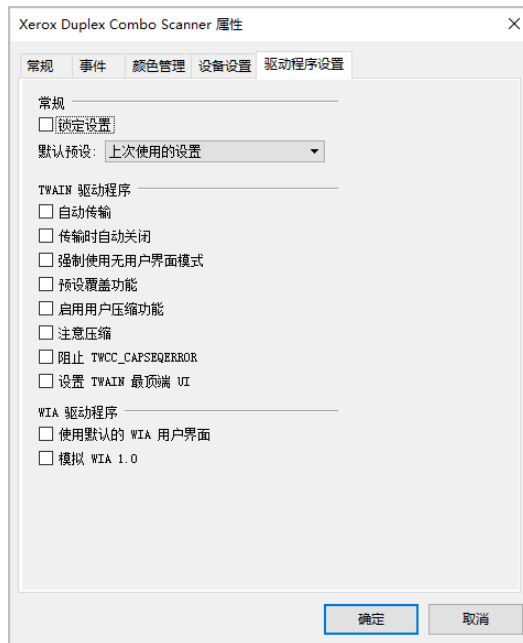 Xerox Duplex Combo Scanner 属性
常规 事件 颜色管理 设备设置 驱动程序设置
常规
锁定设置
默认预设: 上次使用的设置
TWAIN 驱动程序
自动传输
传输时自动关闭
强制使用无用户界面模式
预设覆盖功能
启用用户压缩功能
注意压缩
阻止 TWCC_CAPSEQERROR
设置 TWAIN 最顶端 UI
WIA 驱动程序
使用默认的 WIA 用户界面
模拟 WIA 1.0
确定 取消